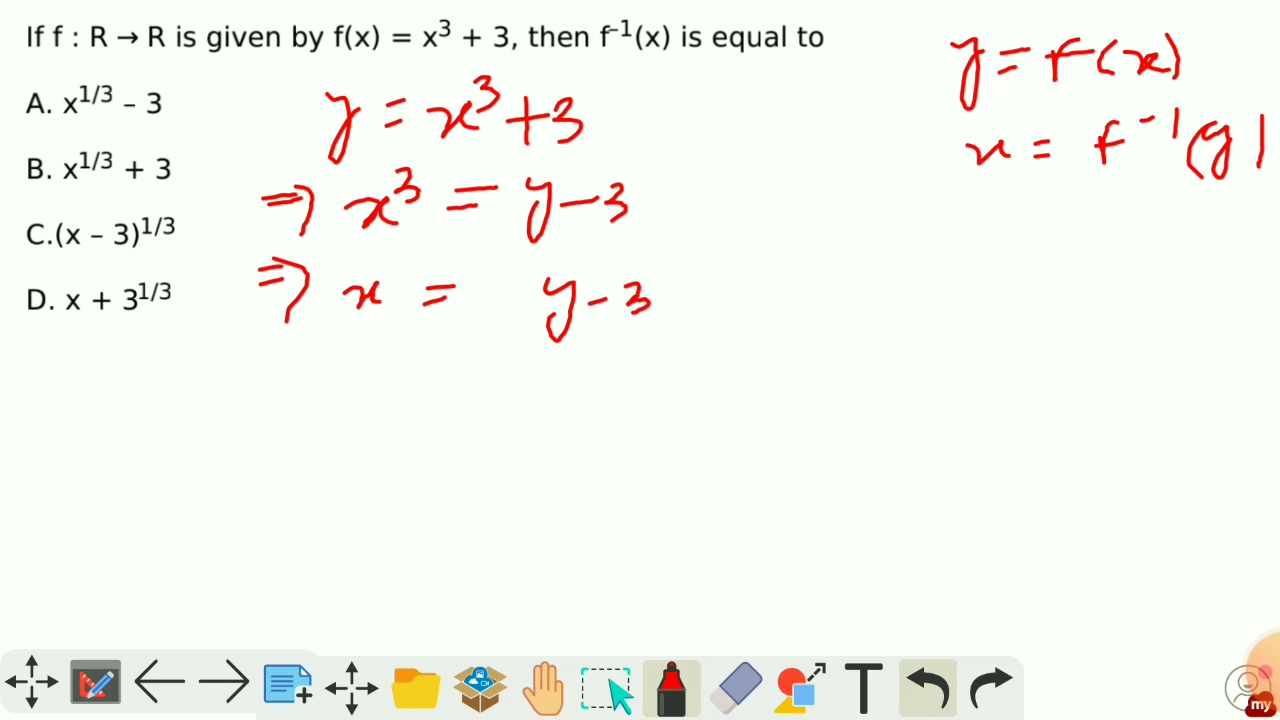 If f : R → R is given by f(x) = x³ + 3, then f⁻¹(x) is equal to
A. x^{1/3} – 3
B. x^{1/3} + 3
C.(x – 3)^{1/3}
D. x + 3^{1/3}
y = x³ + 3
⇒ x³ = y – 3
⇒ x = y – 3
y = f(x)
x = f⁻¹(y)
T
my